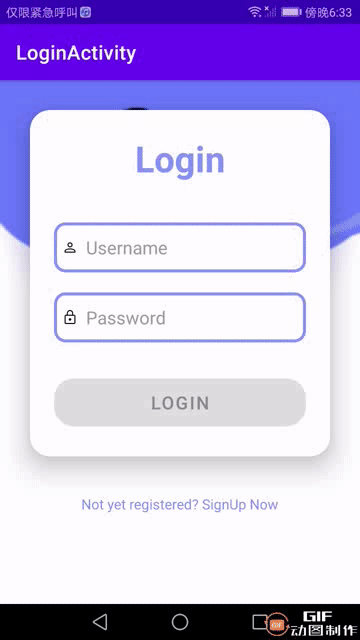 仅限紧急呼叫
傍晚6:33
LoginActivity
Login
Username
Password
LOGIN
Not yet registered? SignUp Now
GIF
GIF
动图制作